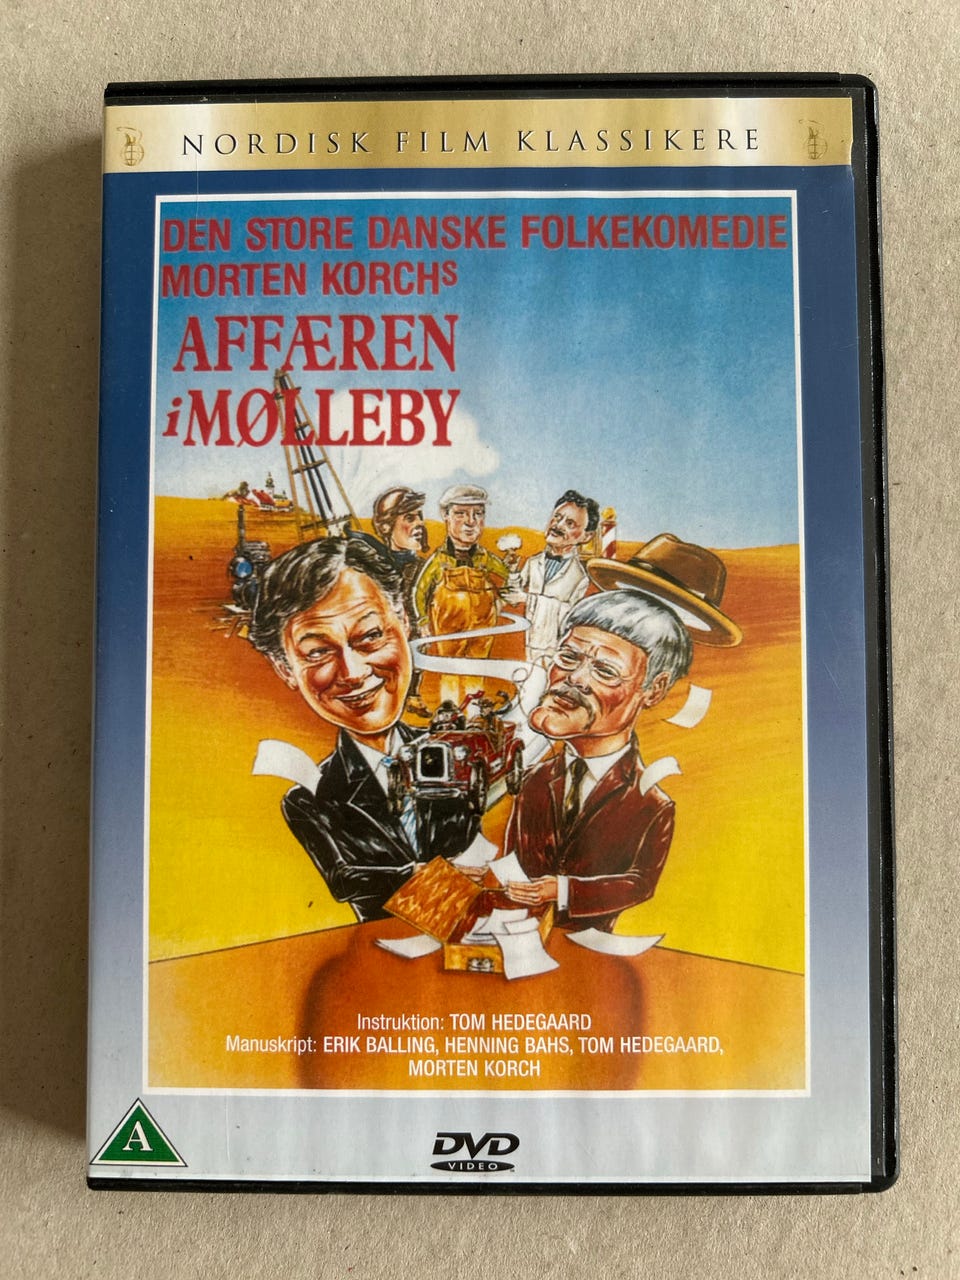 NORDISK FILM KLASSIKERE
DEN STORE DANSKE FOLKEKOMEDIE
MORTEN KORCHs
AFFÆREN
i MØLLEBY
Instruktion: TOM HEDEGAARD
Manuskript: ERIK BALLING, HENNING BAHS, TOM HEDEGAARD,
MORTEN KORCH
A
DVD
VIDEO